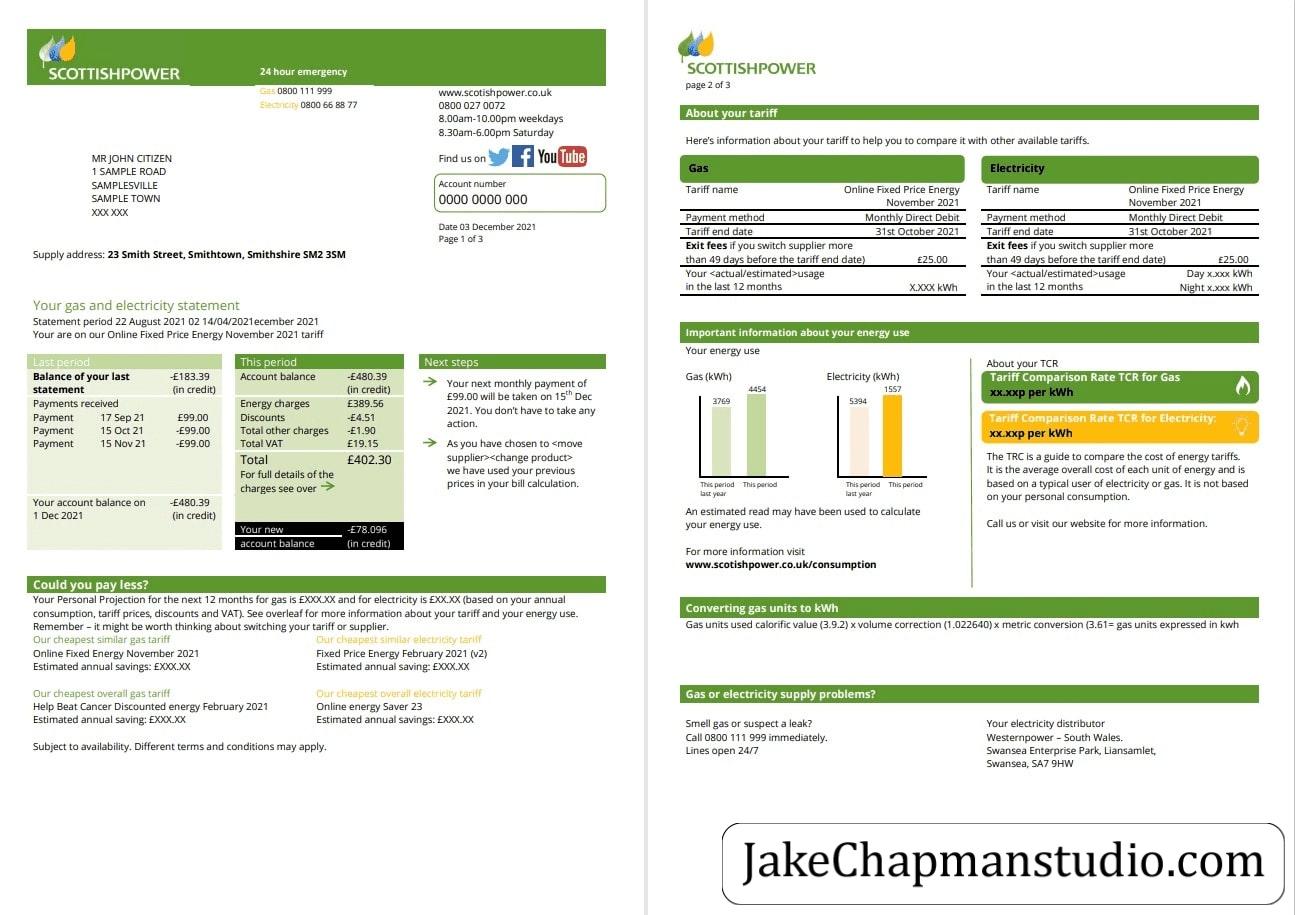 SCOTTISHPOWER
24 hour emergency
Gas 0800 111 999
Electricity 0800 66 88 77
www.scotishpower.co.uk
0800 027 0072
8.00am-10.00pm weekdays
8.30am-6.00pm Saturday
Find us on YouTube
MR JOHN CITIZEN
1 SAMPLE ROAD
SAMPLESVILLE
SAMPLE TOWN
XXX XXX
Account number
0000 0000 000
Date 03 December 2021
Page 1 of 3
Supply address: 23 Smith Street, Smithtown, Smithshire SM2 3SM
Your gas and electricity statement
Statement period 22 August 2021 02 14/04/2021ecember 2021
Your are on our Online Fixed Price Energy November 2021 tariff
Last period
Balance of your last -£183.39
statement (in credit)
Payments received
Payment 17 Sep 21 £99.00
Payment 15 Oct 21 -£99.00
Payment 15 Nov 21 -£99.00
Your account balance on -£480.39
1 Dec 2021 (in credit)
This period
Account balance -£480.39
(in credit)
Energy charges £389.56
Discounts -£4.51
Total other charges -£1.90
Total VAT £19.15
Total £402.30
For full details of the
charges see over
Your new -£78.096
account balance (in credit)
Next steps
Your next monthly payment of
£99.00 will be taken on 15th Dec
2021. You don't have to take any
action.
As you have chosen to <move
supplier><change product>
we have used your previous
prices in your bill calculation.
Could you pay less?
Your Personal Projection for the next 12 months for gas is £XXX.XX and for electricity is £XX.XX (based on your annual
consumption, tariff prices, discounts and VAT). See overleaf for more information about your tariff and your energy use.
Remember – it might be worth thinking about switching your tariff or supplier.
Our cheapest similar gas tariff
Online Fixed Energy November 2021
Estimated annual savings: £XXX.XX
Our cheapest similar electricity tariff
Fixed Price Energy February 2021 (v2)
Estimated annual saving: £XXX.XX
Our cheapest overall gas tariff
Help Beat Cancer Discounted energy February 2021
Estimated annual saving: £XXX.XX
Our cheapest overall electricity tariff
Online energy Saver 23
Estimated annual saving: £XXX.XX
Subject to availability. Different terms and conditions may apply.
SCOTTISHPOWER
page 2 of 3
About your tariff
Here's information about your tariff to help you to compare it with other available tariffs.
Gas
Tariff name Online Fixed Price Energy
November 2021
Payment method Monthly Direct Debit
Tariff end date 31st October 2021
Exit fees if you switch supplier more
than 49 days before the tariff end date) £25.00
Your <actual/estimated>usage
in the last 12 months X.XXX kWh
Electricity
Tariff name Online Fixed Price Energy
November 2021
Payment method Monthly Direct Debit
Tariff end date 31st October 2021
Exit fees if you switch supplier more
than 49 days before the tariff end date) £25.00
Your <actual/estimated>usage Day x.xxx kWh
in the last 12 months Night x.xxx kWh
Important information about your energy use
Your energy use
Gas (kWh)
3769 4454
This period This period
last year
Electricity (kWh)
5394 1557
This period This period
last year
An estimated read may have been used to calculate
your energy use.
For more information visit
www.scotishpower.co.uk/consumption
About your TCR
Tariff Comparison Rate TCR for Gas
xx.xxp per kWh
Tariff Comparison Rate TCR for Electricity:
xx.xxp per kWh
The TRC is a guide to compare the cost of energy tariffs.
It is the average overall cost of each unit of energy and is
based on a typical user of electricity or gas. It is not based
on your personal consumption.
Call us or visit our website for more information.
Converting gas units to kWh
Gas units used calorific value (3.9.2) x volume correction (1.022640) x metric conversion (3.61= gas units expressed in kwh
Gas or electricity supply problems?
Smell gas or suspect a leak?
Call 0800 111 999 immediately.
Lines open 24/7
Your electricity distributor
Westernpower – South Wales.
Swansea Enterprise Park, Liansamlet,
Swansea, SA7 9HW
JakeChapmanstudio.com